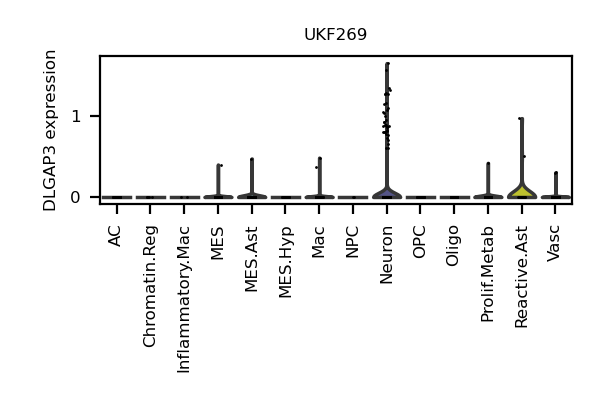 UKF269
DLGAP3 expression
1
0
AC
Chromatin.Reg
Inflammatory.Mac
MES
MES.Ast
MES.Hyp
Mac
NPC
Neuron
OPC
Oligo
Prolif.Metab
Reactive.Ast
Vasc